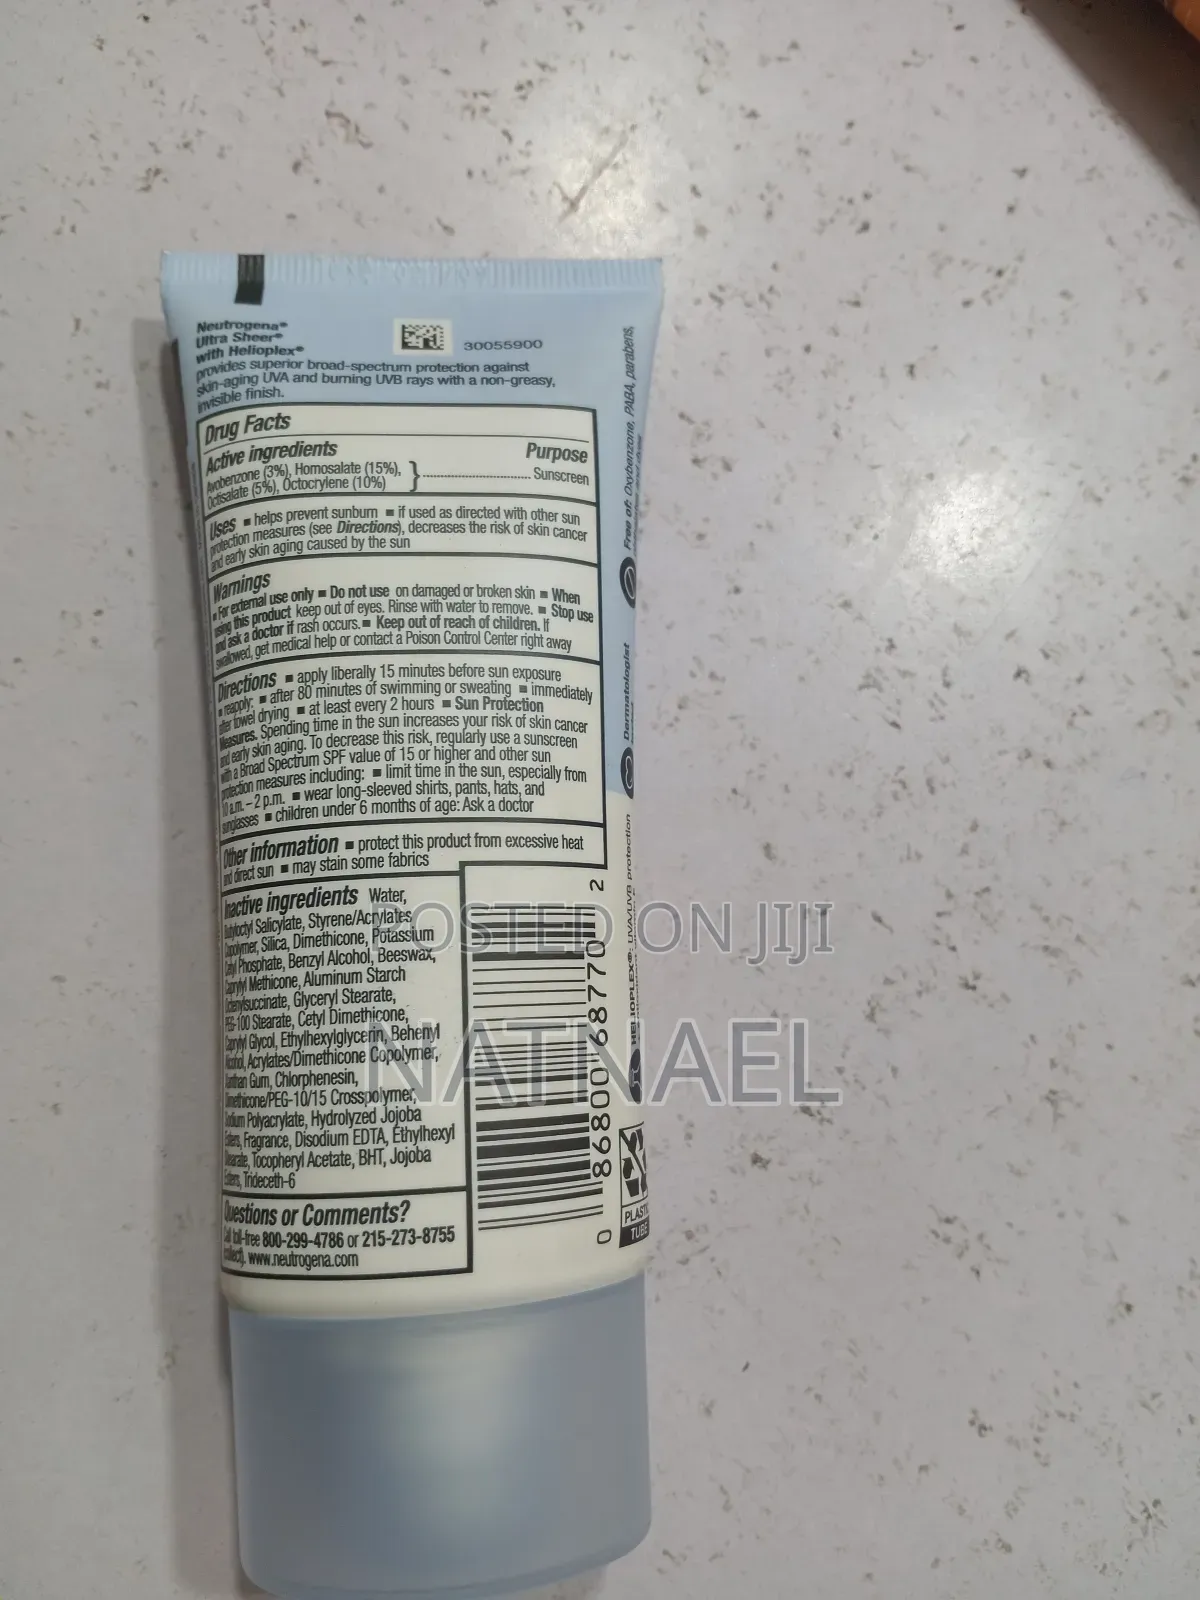 Neutrogena®
Ultra Sheer®
with Helioplex®
30055900
provides superior broad-spectrum protection against
skin-aging UVA and burning UVB rays with a non-greasy,
invisible finish.
Drug Facts
Active ingredients Purpose
Avobenzone (3%), Homosalate (15%),
Octisalate (5%), Octocrylene (10%) } Sunscreen
Uses ▪ helps prevent sunburn ▪ if used as directed with other sun
protection measures (see Directions), decreases the risk of skin cancer
and early skin aging caused by the sun
Warnings
▪ For external use only ▪ Do not use on damaged or broken skin ▪ When
using this product keep out of eyes. Rinse with water to remove. ▪ Stop use
and ask a doctor if rash occurs. ▪ Keep out of reach of children. If
swallowed, get medical help or contact a Poison Control Center right away
Directions ▪ apply liberally 15 minutes before sun exposure
▪ reapply: ▪ after 80 minutes of swimming or sweating ▪ immediately
after towel drying ▪ at least every 2 hours ▪ Sun Protection
Measures. Spending time in the sun increases your risk of skin cancer
and early skin aging. To decrease this risk, regularly use a sunscreen
with a Broad Spectrum SPF value of 15 or higher and other sun
protection measures including: ▪ limit time in the sun, especially from
10 a.m. – 2 p.m. ▪ wear long-sleeved shirts, pants, hats, and
sunglasses ▪ children under 6 months of age: Ask a doctor
Other information ▪ protect this product from excessive heat
and direct sun ▪ may stain some fabrics
Inactive ingredients Water,
Butyloctyl Salicylate, Styrene/Acrylates
Copolymer, Silica, Dimethicone, Potassium
Cetyl Phosphate, Benzyl Alcohol, Beeswax,
Caprylyl Methicone, Aluminum Starch
Octenylsuccinate, Glyceryl Stearate,
PEG-100 Stearate, Cetyl Dimethicone,
Caprylyl Glycol, Ethylhexylglycerin, Behenyl
Alcohol, Acrylates/Dimethicone Copolymer,
Xanthan Gum, Chlorphenesin,
Dimethicone/PEG-10/15 Crosspolymer,
Sodium Polyacrylate, Hydrolyzed Jojoba
Esters, Fragrance, Disodium EDTA, Ethylhexyl
Stearate, Tocopheryl Acetate, BHT, Jojoba
Esters, Trideceth-6
Questions or Comments?
Call toll-free 800-299-4786 or 215-273-8755
(collect). www.neutrogena.com
0 86800 68770 2
Free of: Oxybenzone, PABA, parabens,
Dermatologist
HELIOPLEX®: UVA/UVB protection
PLASTIC
TUBE
POSTED ON JIJI
NATNAEL